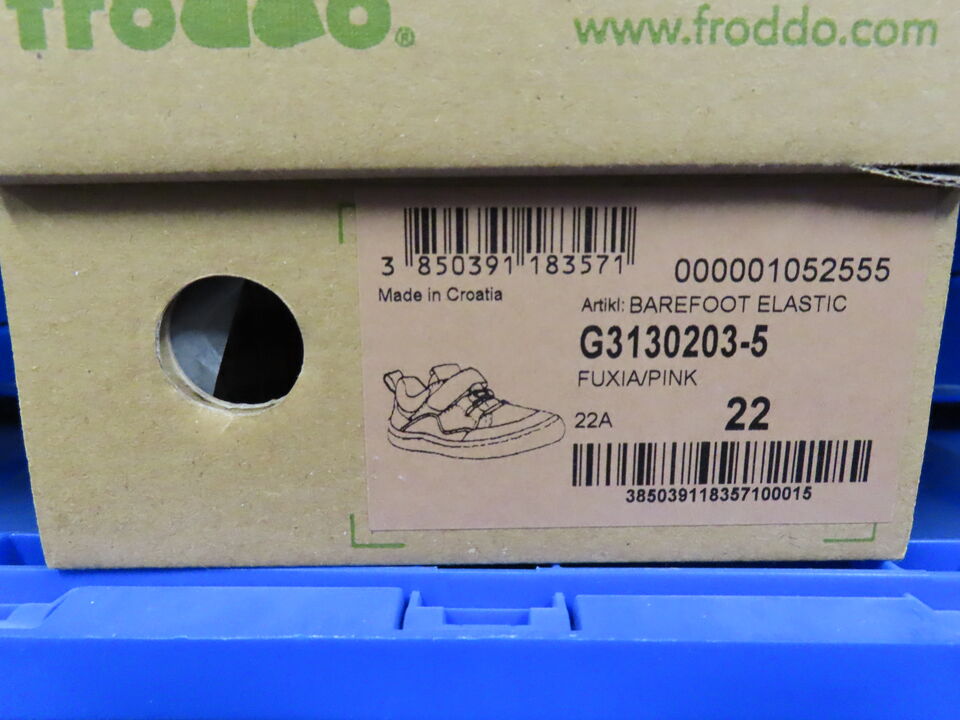 froddo®
www.froddo.com
3 850391 183571
000001052555
Made in Croatia
Artikl: BAREFOOT ELASTIC
G3130203-5
FUXIA/PINK
22A 22
385039118357100015